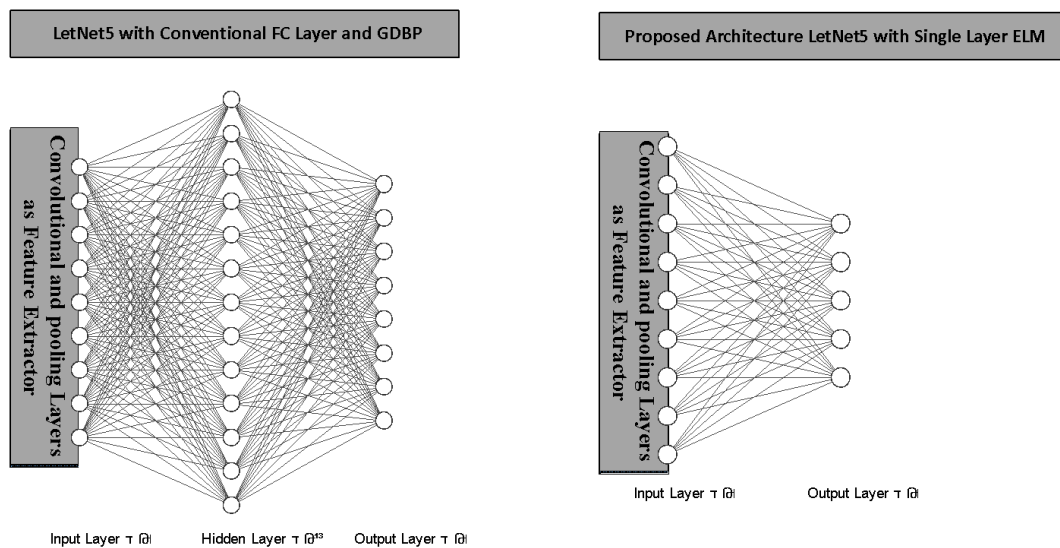 LetNet5 with Conventional FC Layer and GDBP
Proposed Architecture LetNet5 with Single Layer ELM
Convolutional and pooling Layers
as Feature Extractor
Convolutional and pooling Layers
as Feature Extractor
Input Layer
Hidden Layer
Output Layer
Input Layer
Output Layer